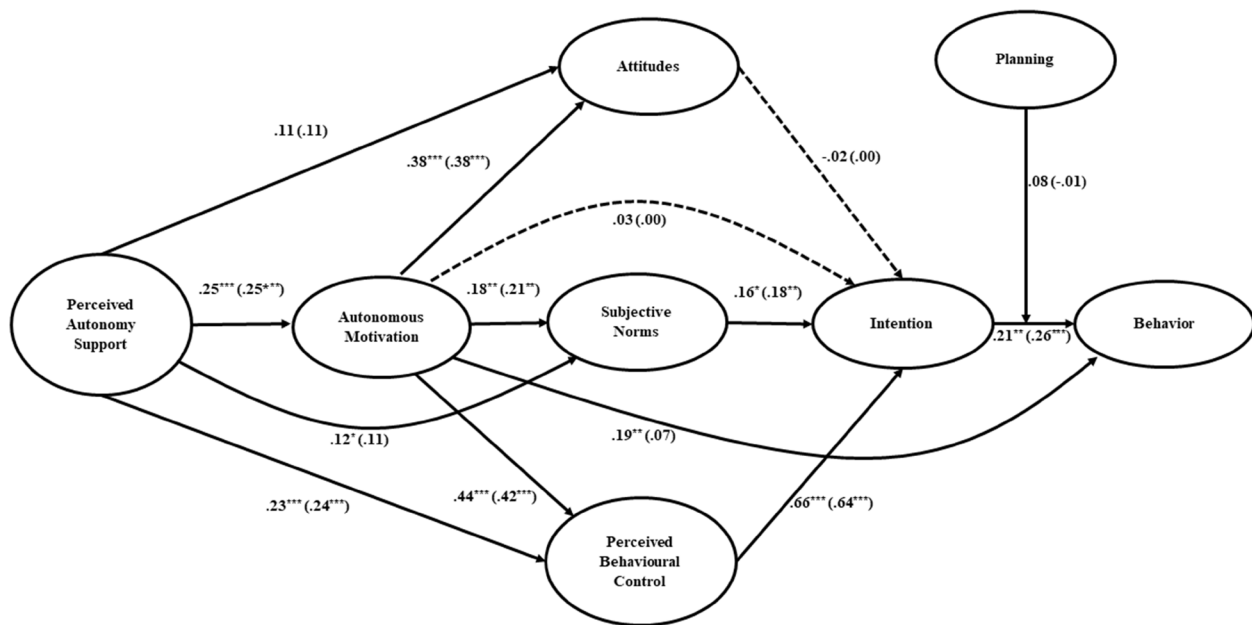 Attitudes
Planning
.11 (.11)
.38*** (.38***)
-.02 (.00)
.08 (-.01)
.03 (.00)
Perceived
Autonomy
Support
.25*** (.25***)
Autonomous
Motivation
.18** (.21**)
Subjective
Norms
.16* (.18**)
Intention
.21** (.26***)
Behavior
.12* (.11)
.19** (.07)
.23*** (.24***)
.44*** (.42***)
.66*** (.64***)
Perceived
Behavioural
Control